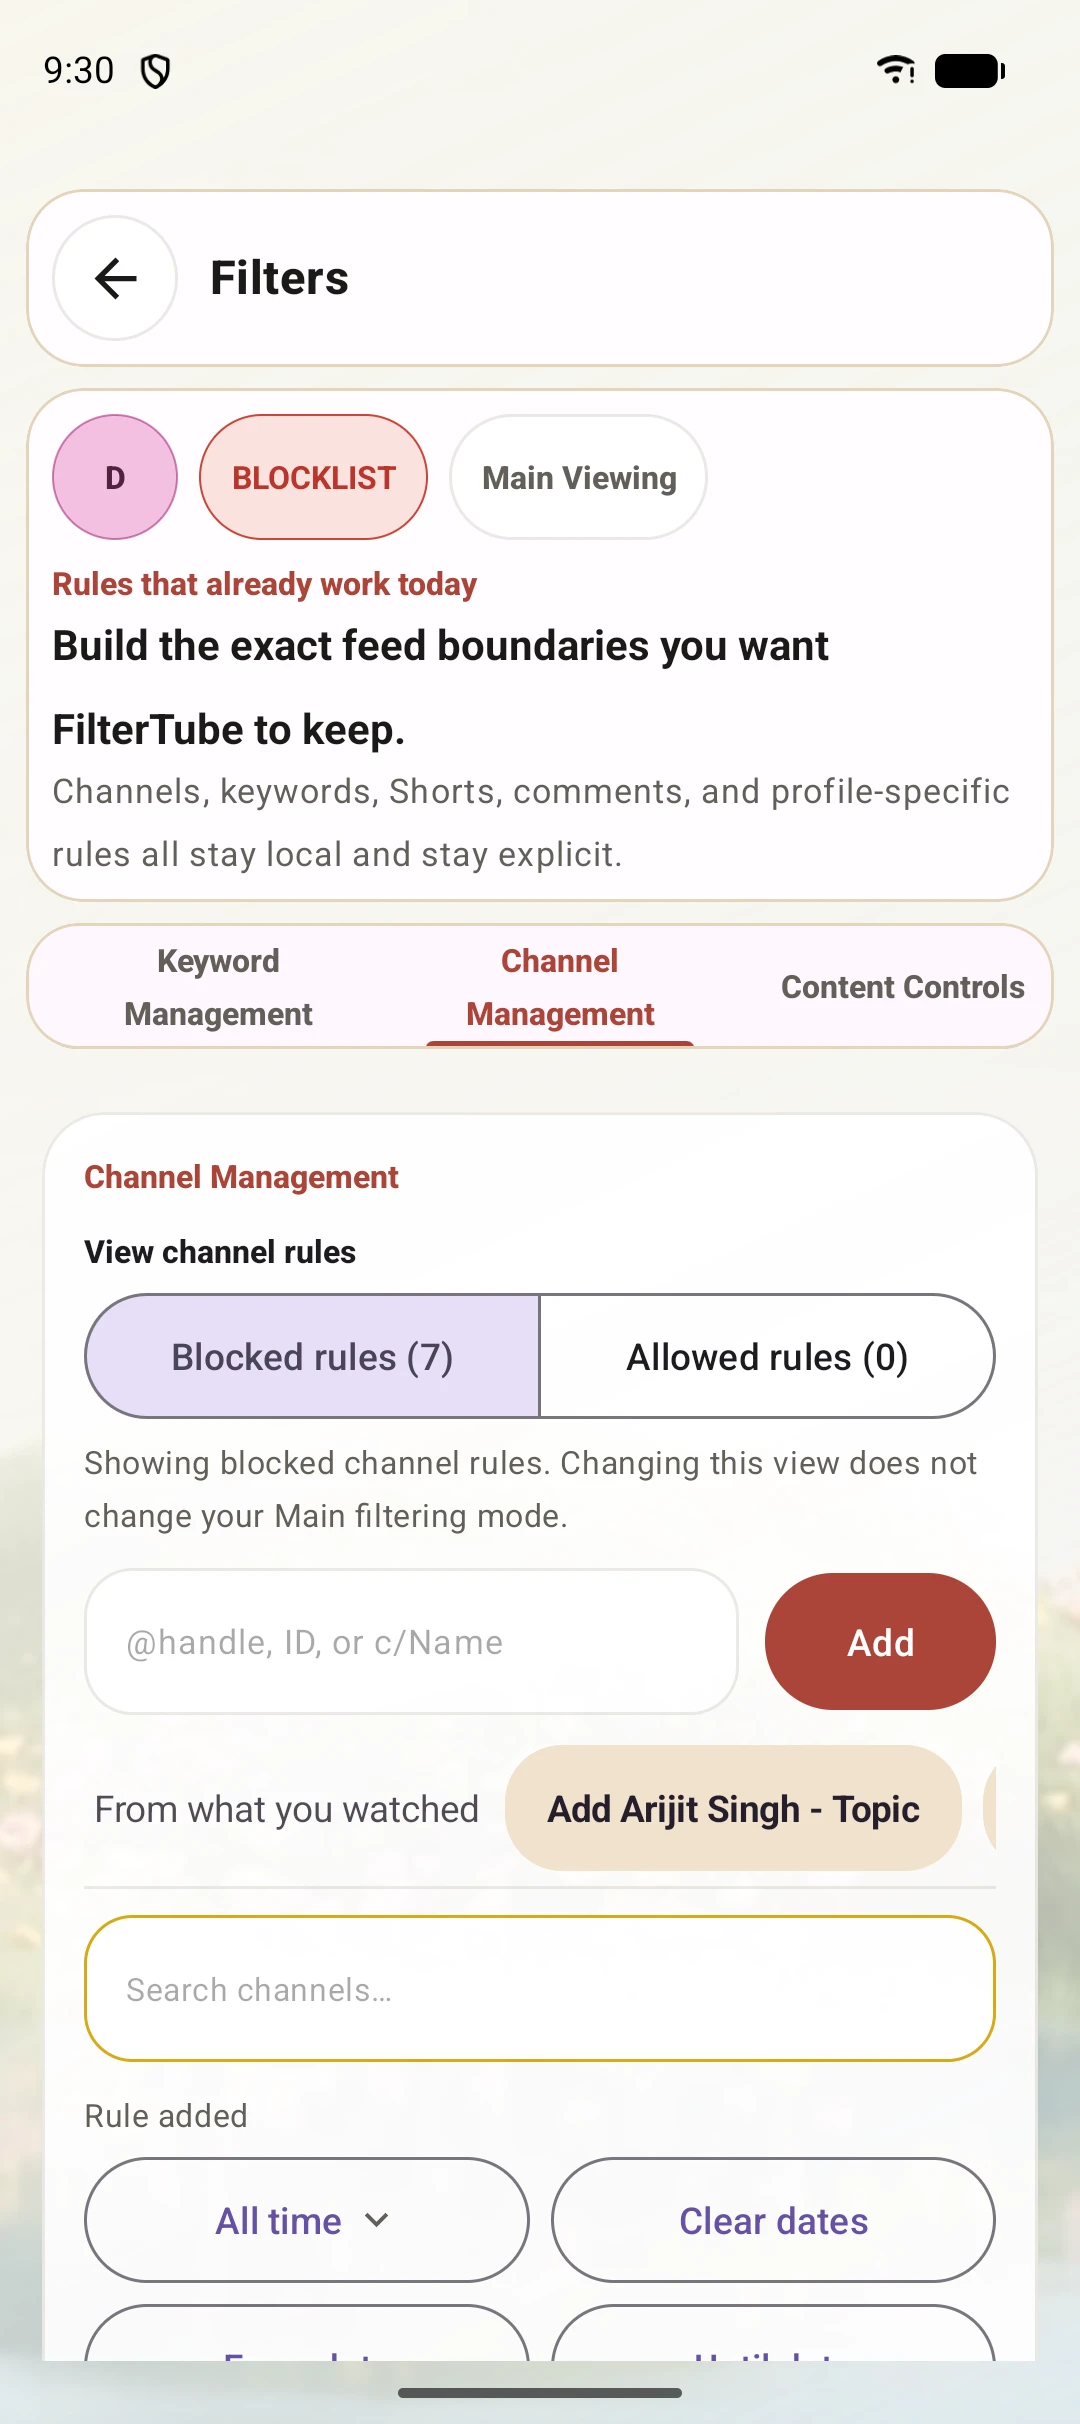 9:30
Filters
D
BLOCKLIST
Main Viewing
Rules that already work today
Build the exact feed boundaries you want
FilterTube to keep.
Channels, keywords, Shorts, comments, and profile-specific
rules all stay local and stay explicit.
Keyword
Management
Channel
Management
Content Controls
Channel Management
View channel rules
Blocked rules (7)
Allowed rules (0)
Showing blocked channel rules. Changing this view does not
change your Main filtering mode.
@handle, ID, or c/Name
Add
From what you watched
Add Arijit Singh - Topic
Search channels…
Rule added
All time
Clear dates